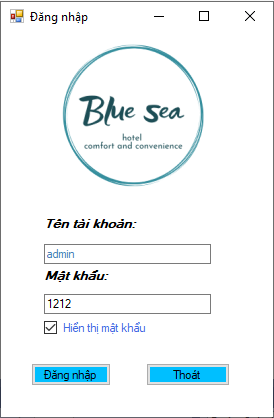 Đăng nhập
Blue sea
hotel
comfort and convenience
Tên tài khoản:
admin
Mật khẩu:
1212
Hiển thị mật khẩu
Đăng nhập
Thoát